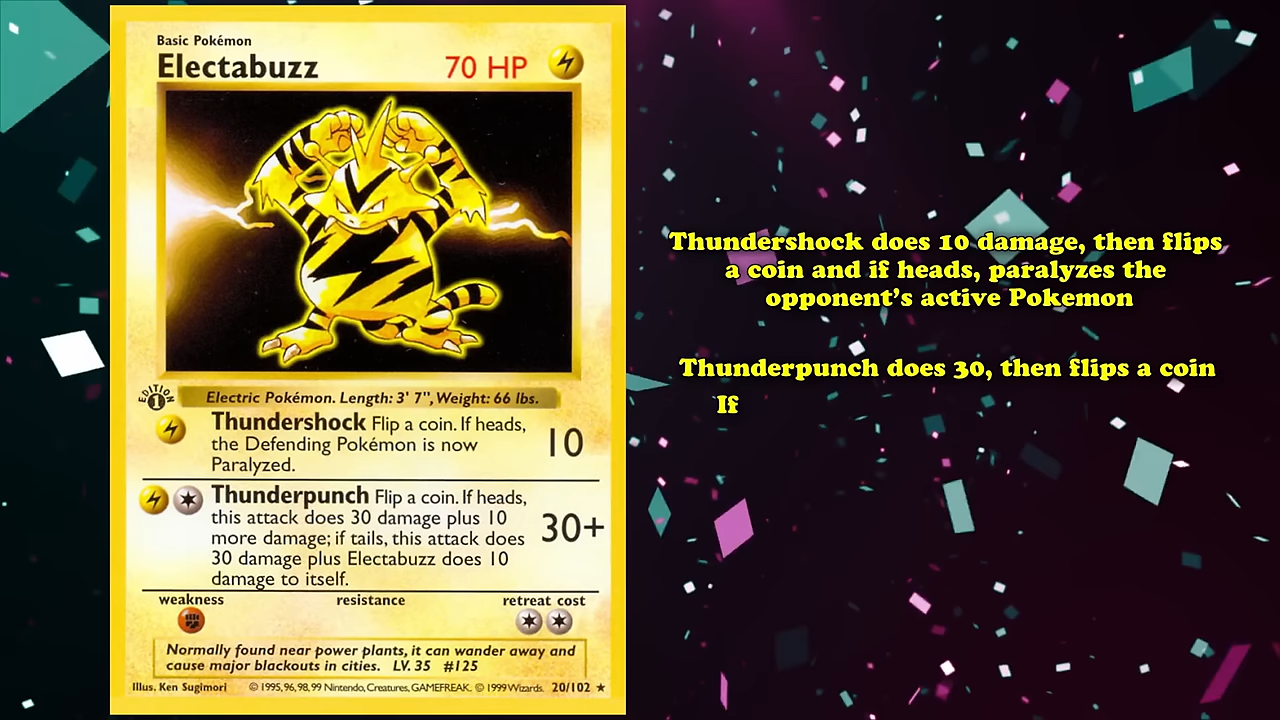 Basic Pokémon
Electabuzz 70 HP
EDITION 1
Electric Pokémon. Length: 3' 7", Weight: 66 lbs.
Thundershock Flip a coin. If heads,
the Defending Pokémon is now
Paralyzed.
10
Thunderpunch Flip a coin. If heads,
this attack does 30 damage plus 10
more damage; if tails, this attack does
30 damage plus Electabuzz does 10
damage to itself.
30+
weakness resistance retreat cost
Normally found near power plants, it can wander away and
cause major blackouts in cities. LV. 35 #125
Illus. Ken Sugimori © 1995, 96, 98, 99 Nintendo, Creatures, GAMEFREAK. © 1999 Wizards. 20/102 ★
Thundershock does 10 damage, then flips
a coin and if heads, paralyzes the
opponent’s active Pokemon
Thunderpunch does 30, then flips a coin
If